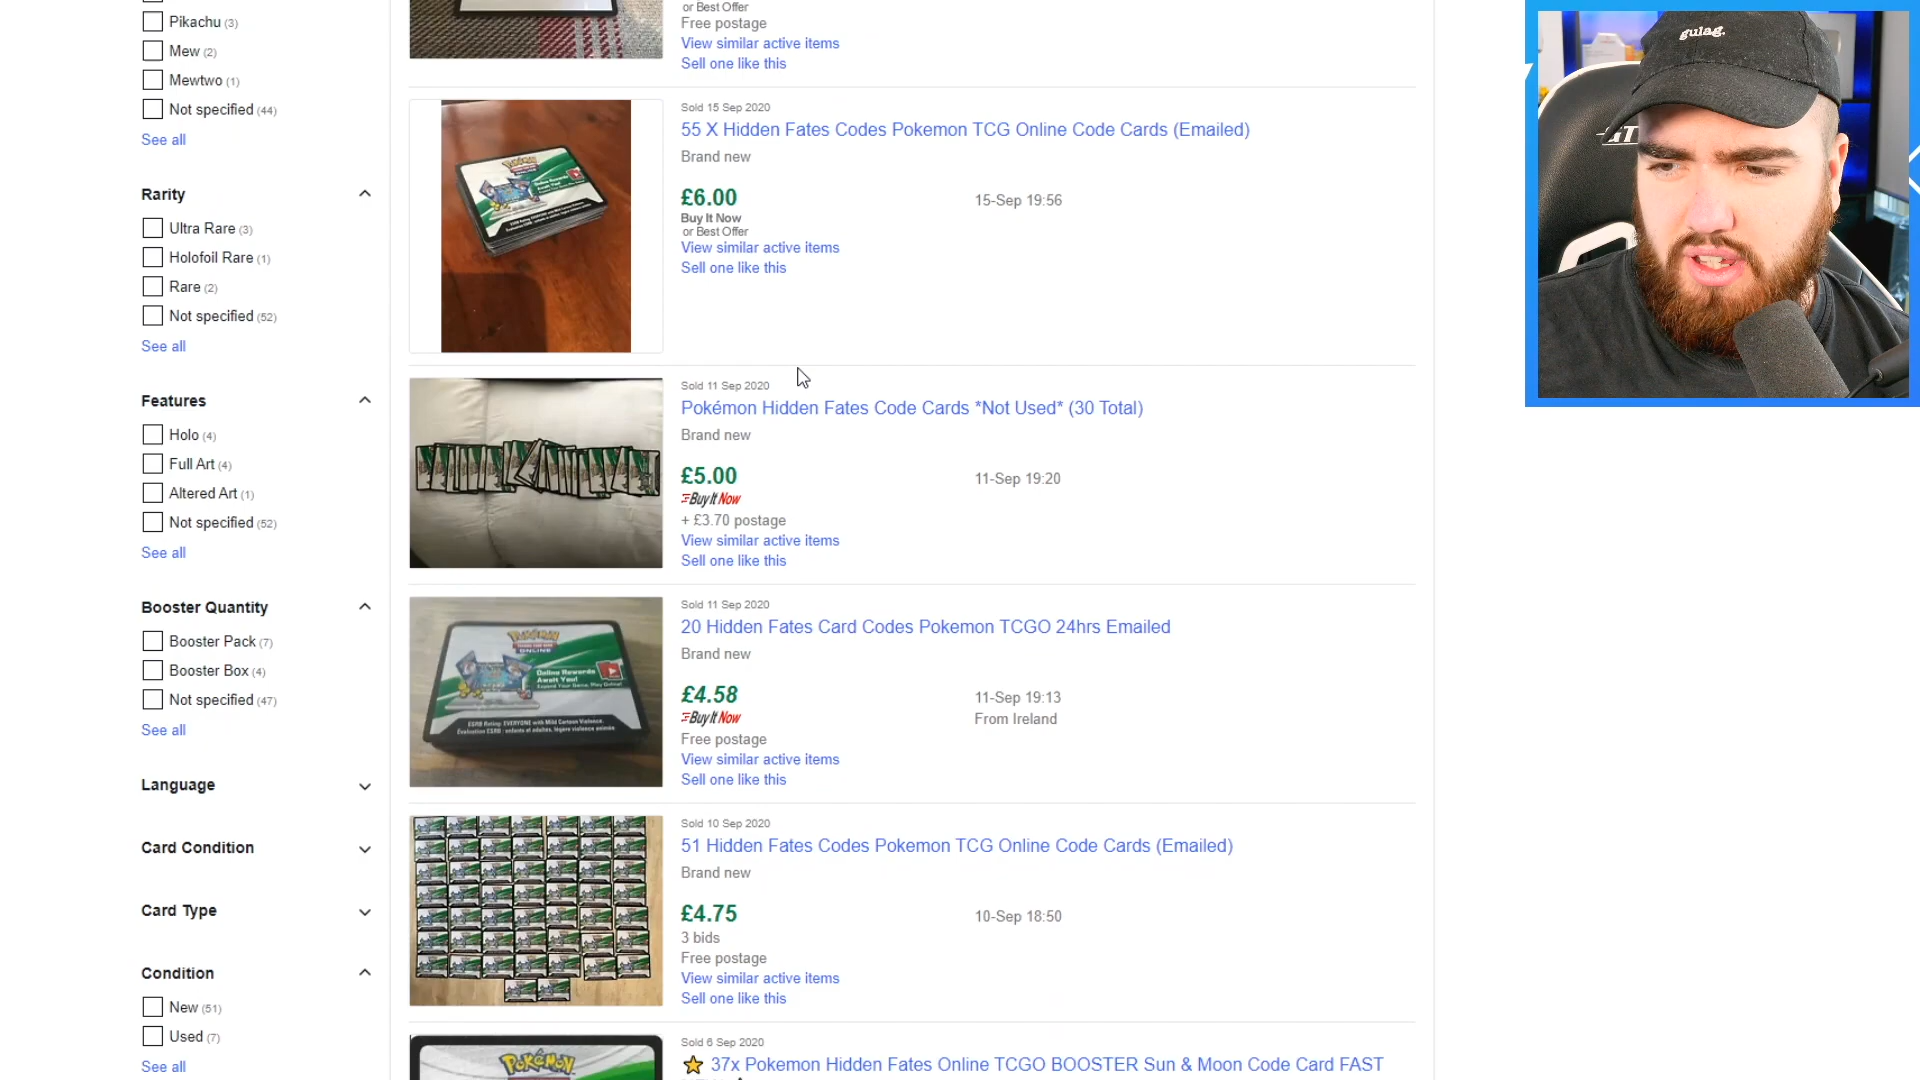 Pikachu (3)
Mew (2)
Mewtwo (1)
Not specified (44)
See all
Rarity
Ultra Rare (3)
Holofoil Rare (1)
Rare (2)
Not specified (52)
See all
Features
Holo (4)
Full Art (4)
Altered Art (1)
Not specified (52)
See all
Booster Quantity
Booster Pack (7)
Booster Box (4)
Not specified (47)
See all
Language
Card Condition
Card Type
Condition
New (51)
Used (7)
See all
or Best Offer
Free postage
View similar active items
Sell one like this
Sold 15 Sep 2020
55 X Hidden Fates Codes Pokemon TCG Online Code Cards (Emailed)
Brand new
£6.00
15-Sep 19:56
Buy It Now
or Best Offer
View similar active items
Sell one like this
Sold 11 Sep 2020
Pokémon Hidden Fates Code Cards *Not Used* (30 Total)
Brand new
£5.00
11-Sep 19:20
Buy It Now
+ £3.70 postage
View similar active items
Sell one like this
Sold 11 Sep 2020
20 Hidden Fates Card Codes Pokemon TCGO 24hrs Emailed
Brand new
£4.58
11-Sep 19:13
Buy It Now
From Ireland
Free postage
View similar active items
Sell one like this
Pokémon
ONLINE
Online Rewards
Await You!
Sold 10 Sep 2020
51 Hidden Fates Codes Pokemon TCG Online Code Cards (Emailed)
Brand new
£4.75
10-Sep 18:50
3 bids
Free postage
View similar active items
Sell one like this
Sold 6 Sep 2020
37x Pokemon Hidden Fates Online TCGO BOOSTER Sun & Moon Code Card FAST
POKéMON
gulag.